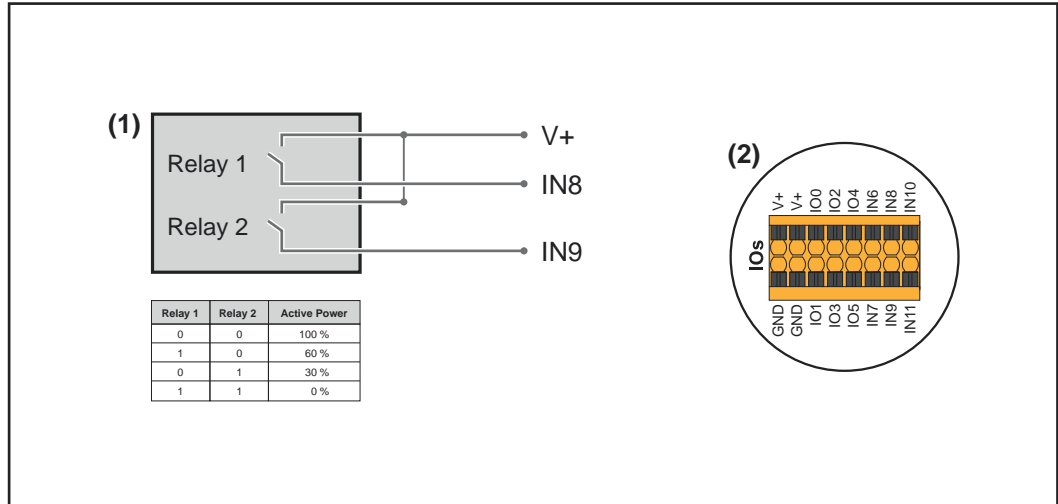 (1)
Relay 1
Relay 2
V+
IN8
IN9
Relay 1 Relay 2 Active Power
0 0 100 %
1 0 60 %
0 1 30 %
1 1 0 %
(2)
IOs
V+ V+ IO0 IO2 IO4 IN6 IN8 IN10
GND GND IO1 IO3 IO5 IN7 IN9 IN11